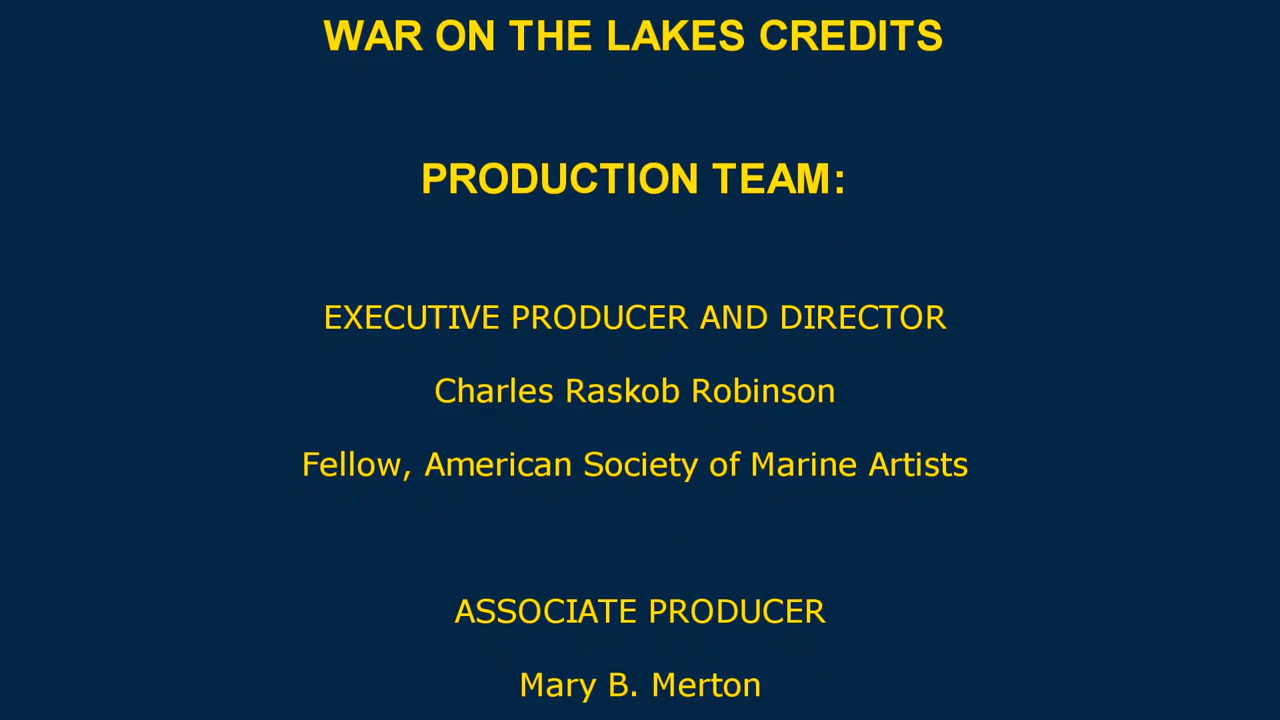 WAR ON THE LAKES CREDITS
PRODUCTION TEAM:
EXECUTIVE PRODUCER AND DIRECTOR
Charles Raskob Robinson
Fellow, American Society of Marine Artists
ASSOCIATE PRODUCER
Mary B. Merton